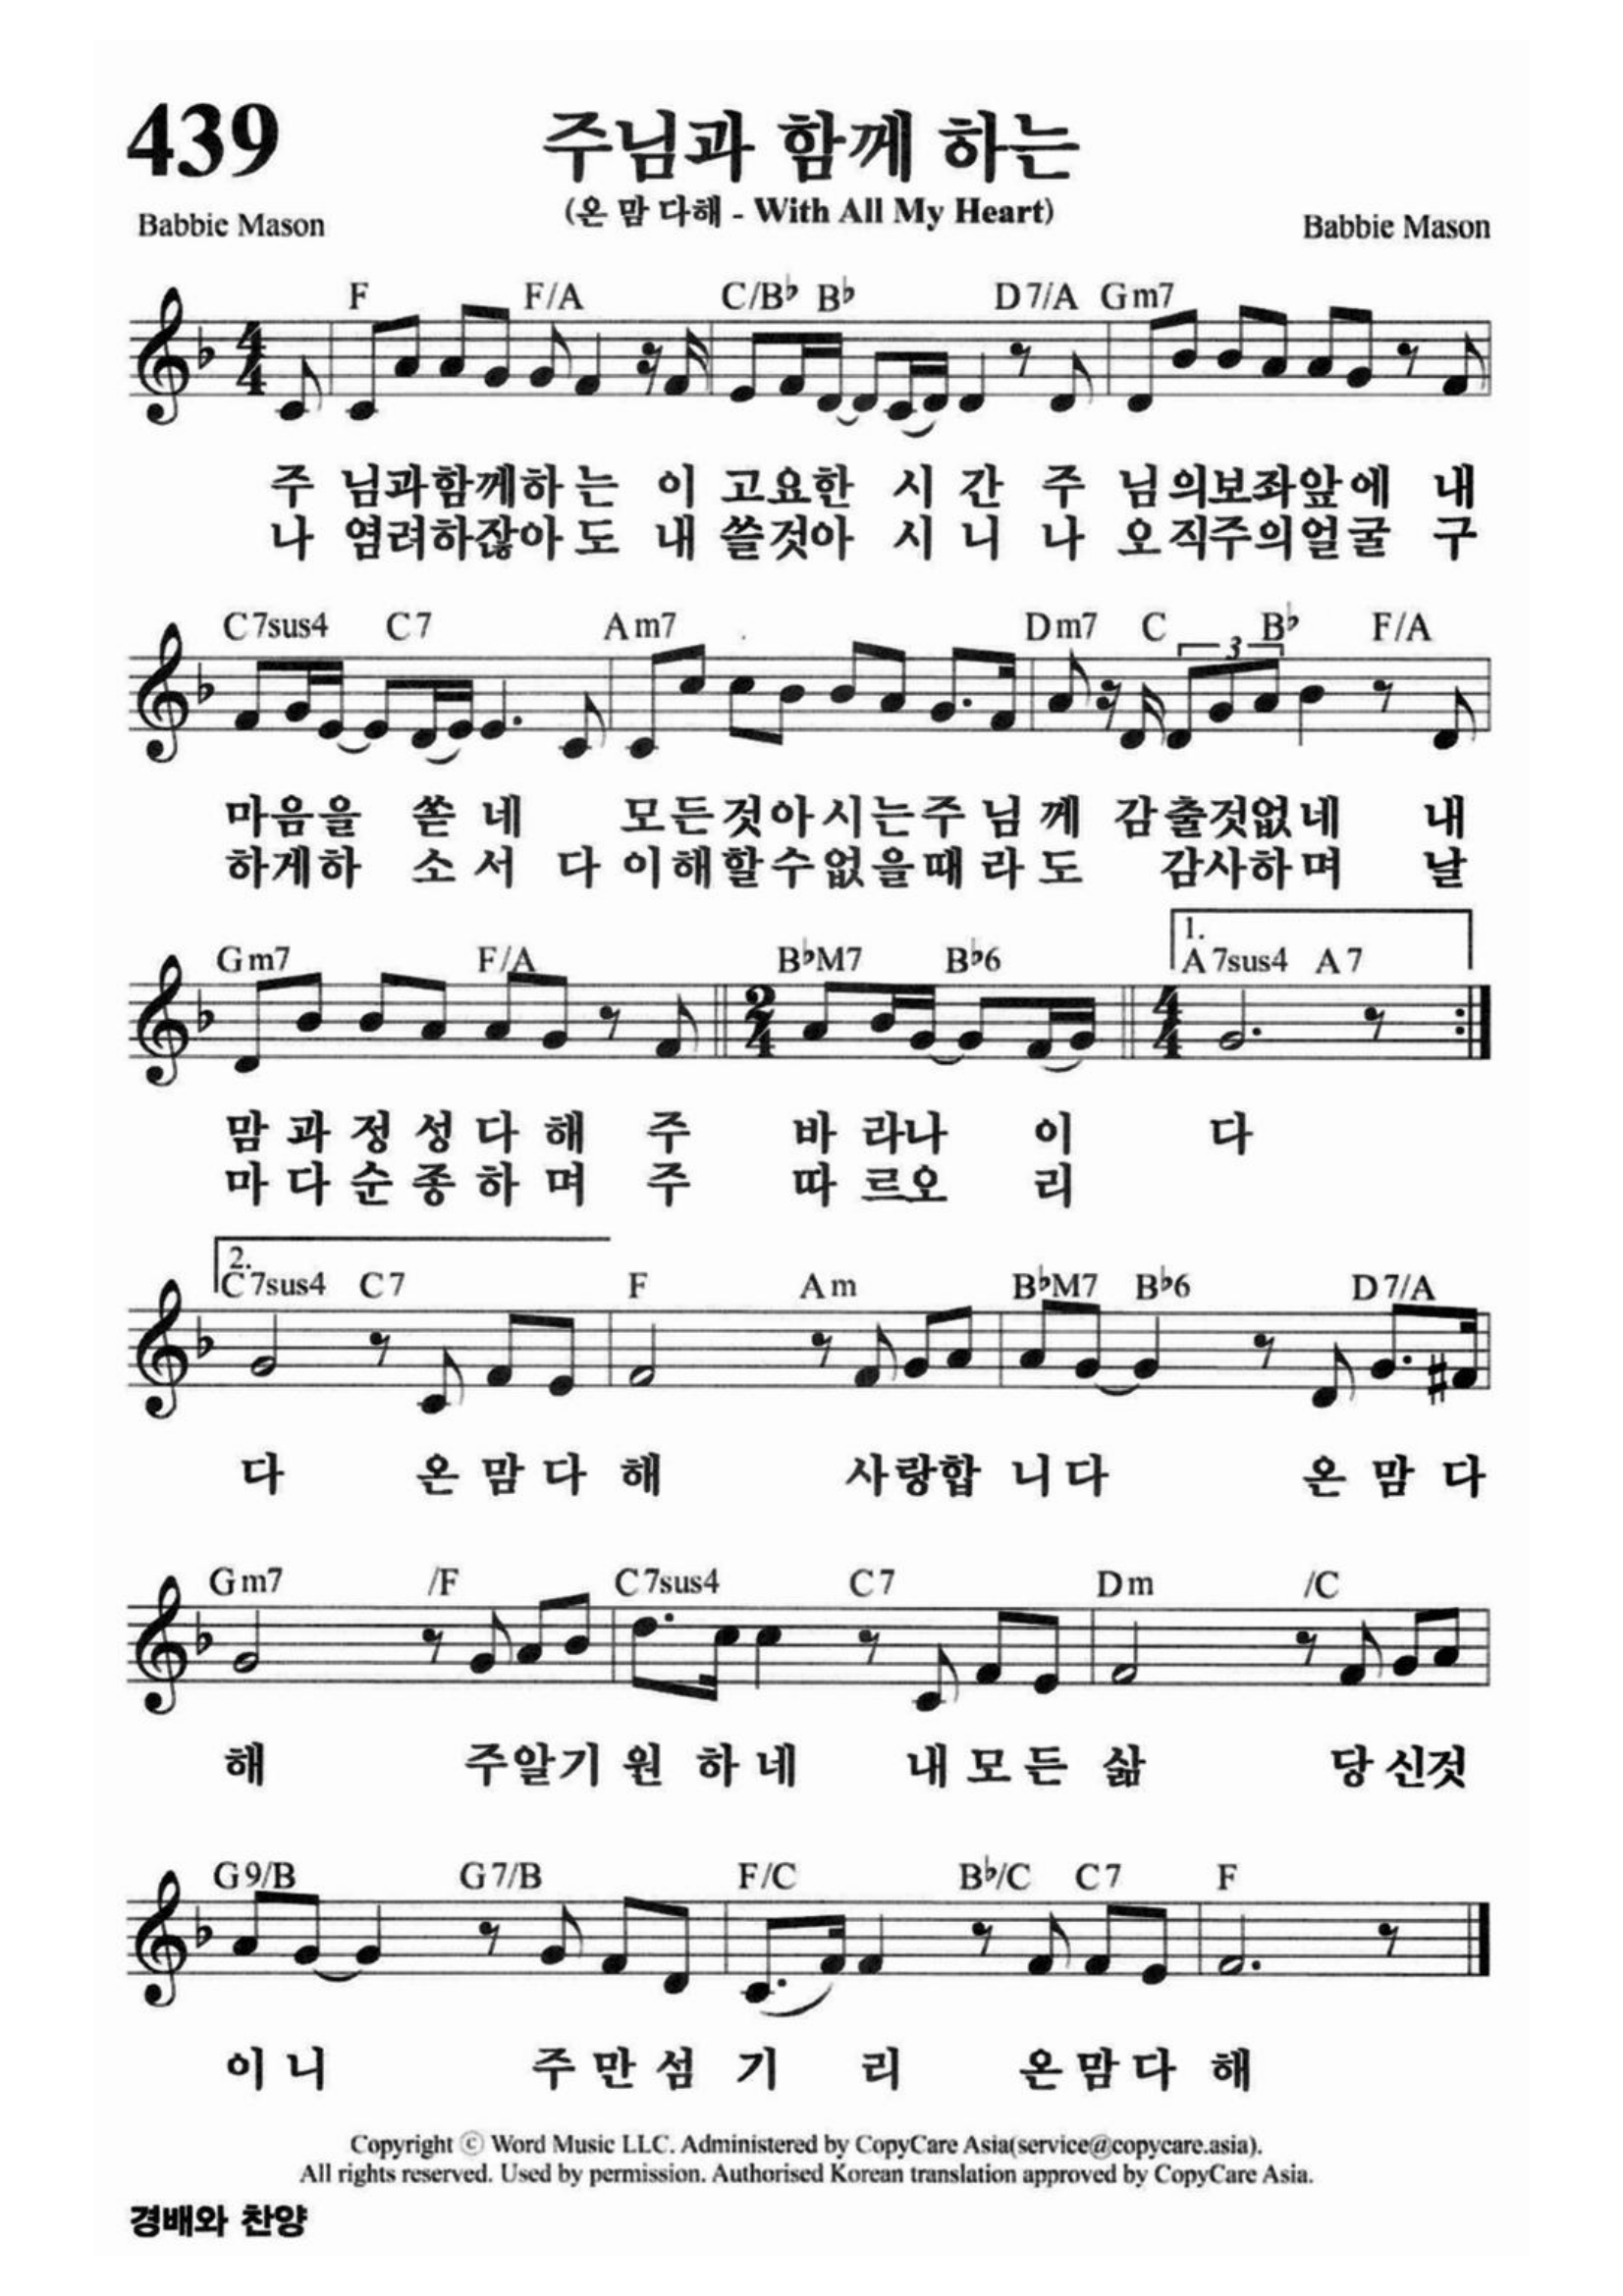 439
주님과 함께 하는
(온 맘 다해 - With All My Heart)
Babbie Mason
Babbie Mason
F F/A C/B♭ B♭ D7/A Gm7
주 님과함께하는 이 고요한 시 간 주 님의보좌앞에 내
나 염려하잖아도 내 쓸것아 시 니 나 오직주의얼굴 구
C7sus4 C7 Am7 Dm7 C 3 B♭ F/A
마음을 쏟 네 모든것아시는주 님 께 감출것없네 내
하게하 소 서 다 이해할수없을때 라 도 감사하며 날
1.
Gm7 F/A B♭M7 B♭6 A7sus4 A7
맘 과 정 성 다 해 주 바 라나 이 다
마 다 순 종 하 며 주 따 르오 리
2.
C7sus4 C7 F Am B♭M7 B♭6 D7/A
다 온 맘 다 해 사랑합 니다 온 맘 다
Gm7 /F C7sus4 C7 Dm /C
해 주알기 원 하 네 내 모 든 삶 당 신것
G9/B G7/B F/C B♭/C C7 F
이 니 주 만 섬 기 리 온맘다 해
Copyright ⓒ Word Music LLC. Administered by CopyCare Asia(service@copycare.asia).
All rights reserved. Used by permission. Authorised Korean translation approved by CopyCare Asia.
경배와 찬양